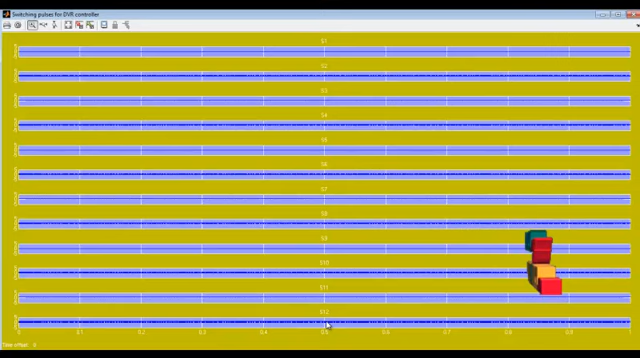 Switching pulses for DVR controller
S1
S2
S3
S4
S5
S6
S7
S8
S9
S10
S11
S12
0 0.1 0.2 0.3 0.4 0.5 0.6 0.7 0.8 0.9 1
Time offset: 0